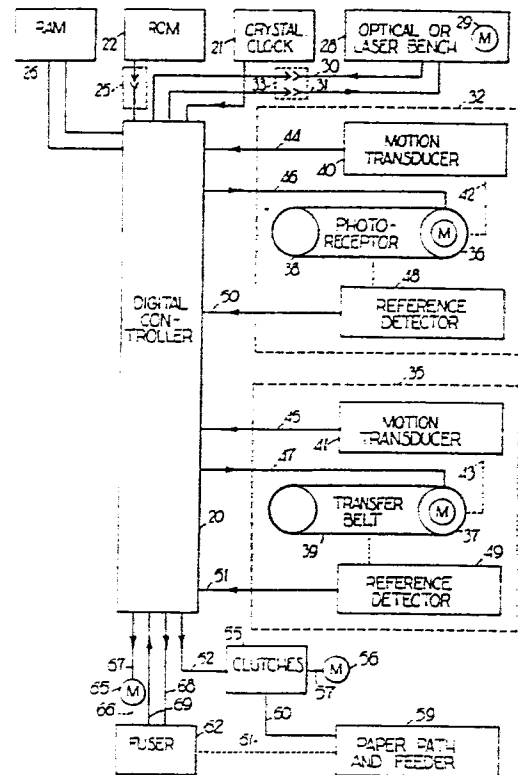 RAM
26
22
ROM
25
21
CRYSTAL
CLOCK
28
OPTICAL OR
LASER BENCH
29
M
30
33
31
32
44
MOTION
TRANSDUCER
40
42
46
PHOTO-
RECEPTOR
M
38
36
48
50
REFERENCE
DETECTOR
DIGITAL
CON-
TROLLER
35
45
MOTION
TRANSDUCER
41
43
47
TRANSFER
BELT
M
39
37
20
49
51
REFERENCE
DETECTOR
55
52
CLUTCHES
57
M
56
57
65
M
66
69
68
60
59
FUSER
62
61
PAPER PATH
AND FEEDER